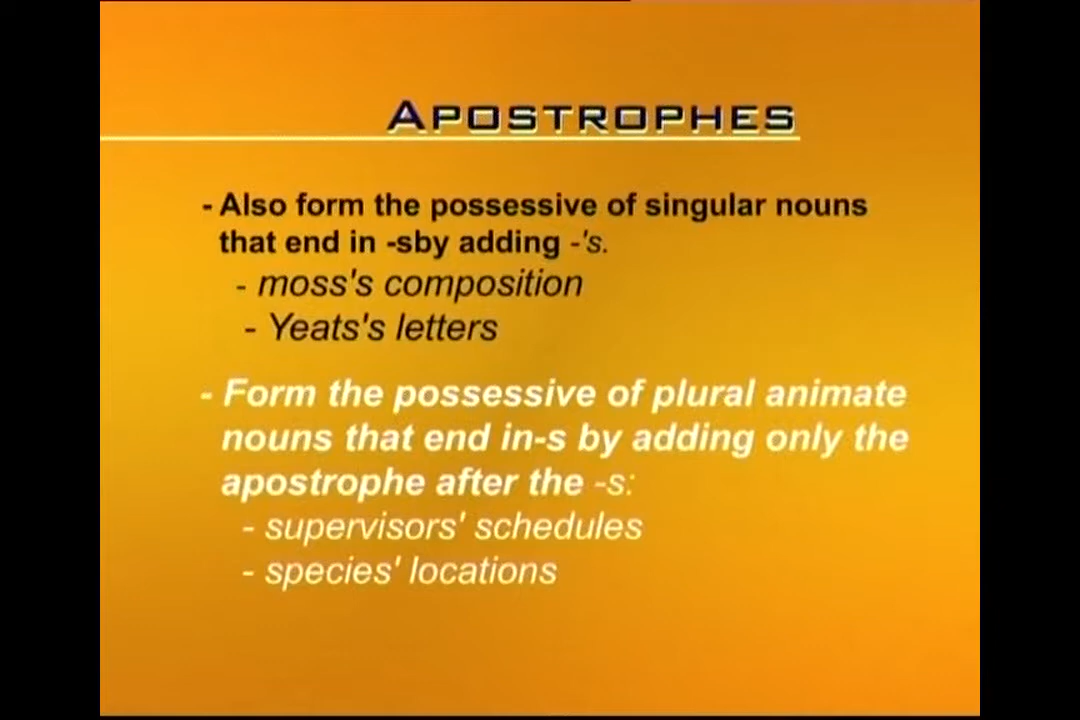 APOSTROPHES
- Also form the possessive of singular nouns
that end in -sby adding -'s.
- moss's composition
- Yeats's letters
- Form the possessive of plural animate
nouns that end in-s by adding only the
apostrophe after the -s:
- supervisors' schedules
- species' locations